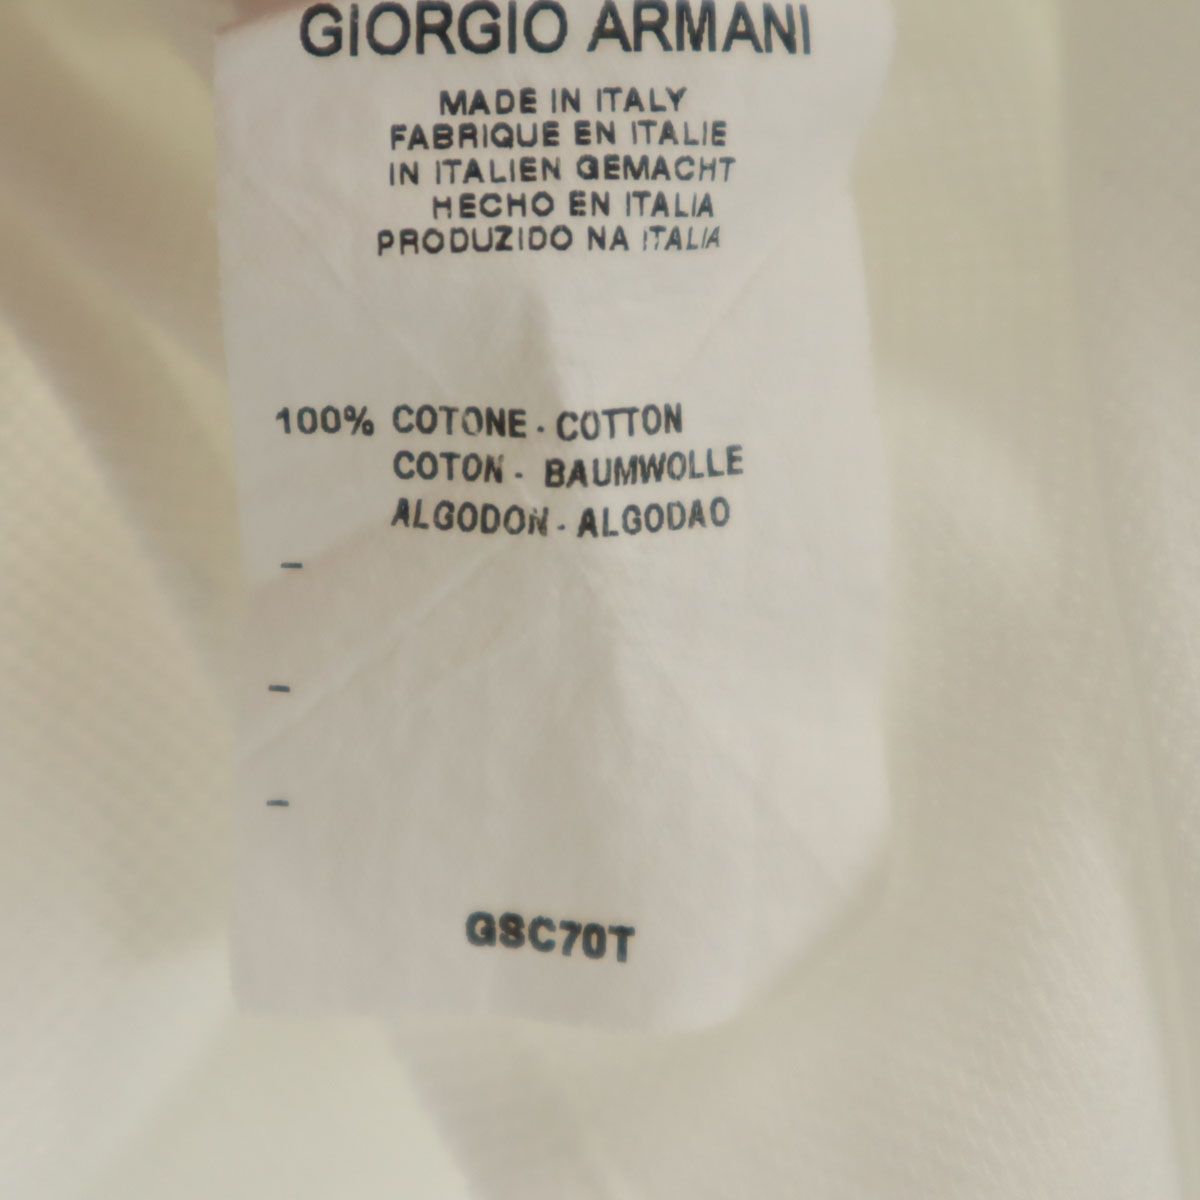 GIORGIO ARMANI
MADE IN ITALY
FABRIQUE EN ITALIE
IN ITALIEN GEMACHT
HECHO EN ITALIA
PRODUZIDO NA ITALIA
100% COTONE - COTTON
COTON - BAUMWOLLE
ALGODON - ALGODAO
-
-
-
GSC70T